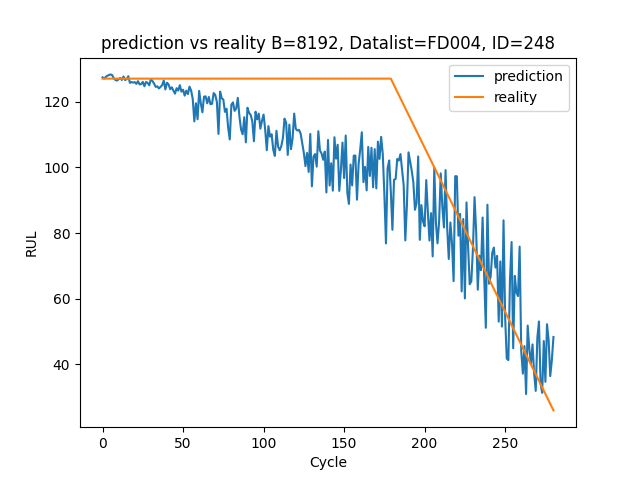 prediction vs reality B=8192, Datalist=FD004, ID=248
prediction
reality
RUL
120
100
80
60
40
0 50 100 150 200 250
Cycle